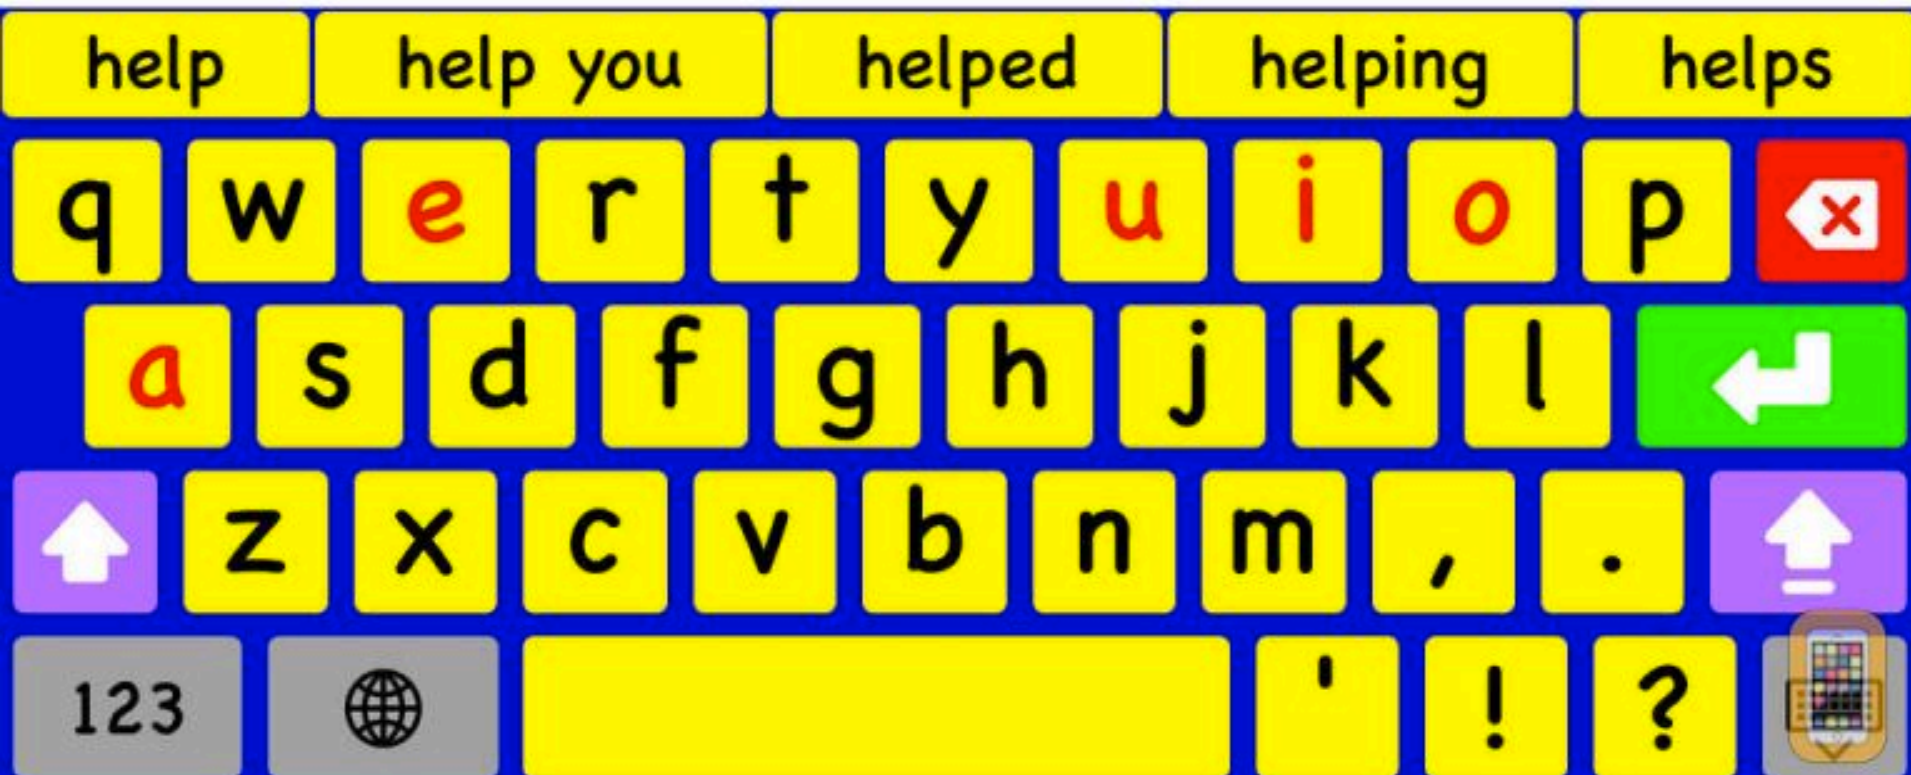 help help you helped helping helps
q w e r t y u i o p
a s d f g h j k l
z x c v b n m , .
123 ' ! ?